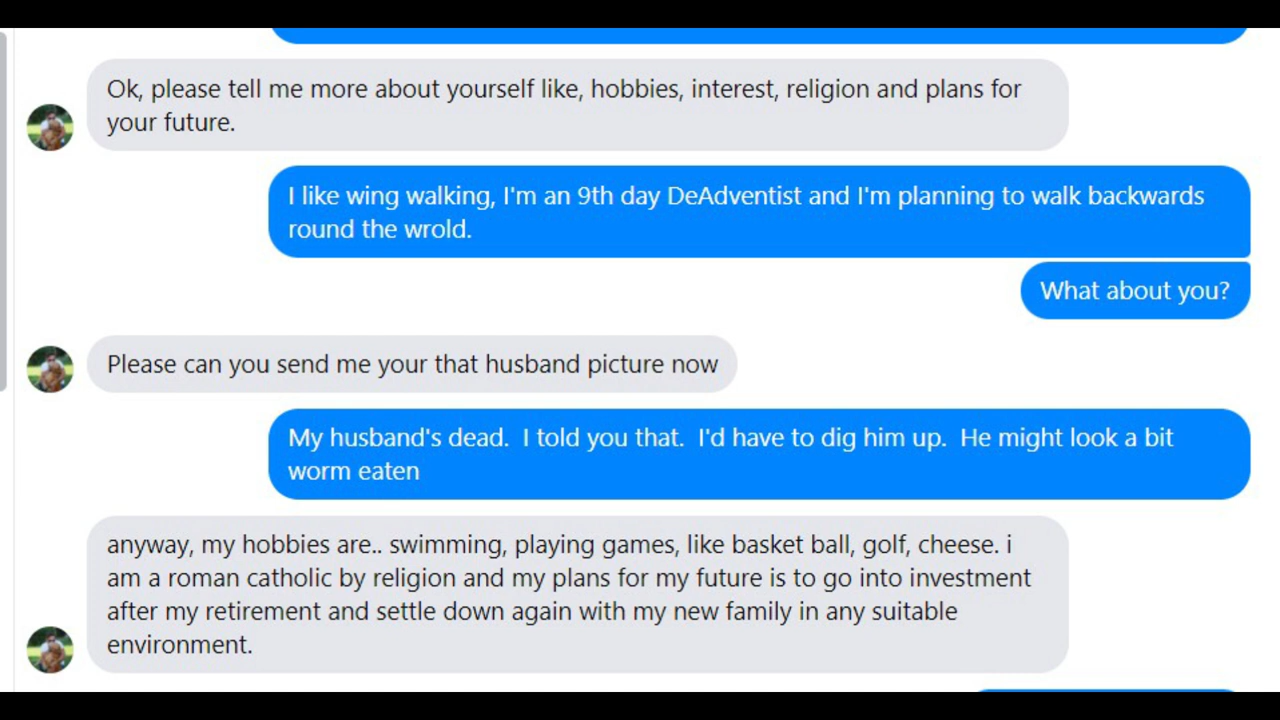 Ok, please tell me more about yourself like, hobbies, interest, religion and plans for
your future.
I like wing walking, I'm an 9th day DeAdventist and I'm planning to walk backwards
round the wrold.
What about you?
Please can you send me your that husband picture now
My husband's dead.  I told you that.  I'd have to dig him up.  He might look a bit
worm eaten
anyway, my hobbies are.. swimming, playing games, like basket ball, golf, cheese. i
am a roman catholic by religion and my plans for my future is to go into investment
after my retirement and settle down again with my new family in any suitable
environment.